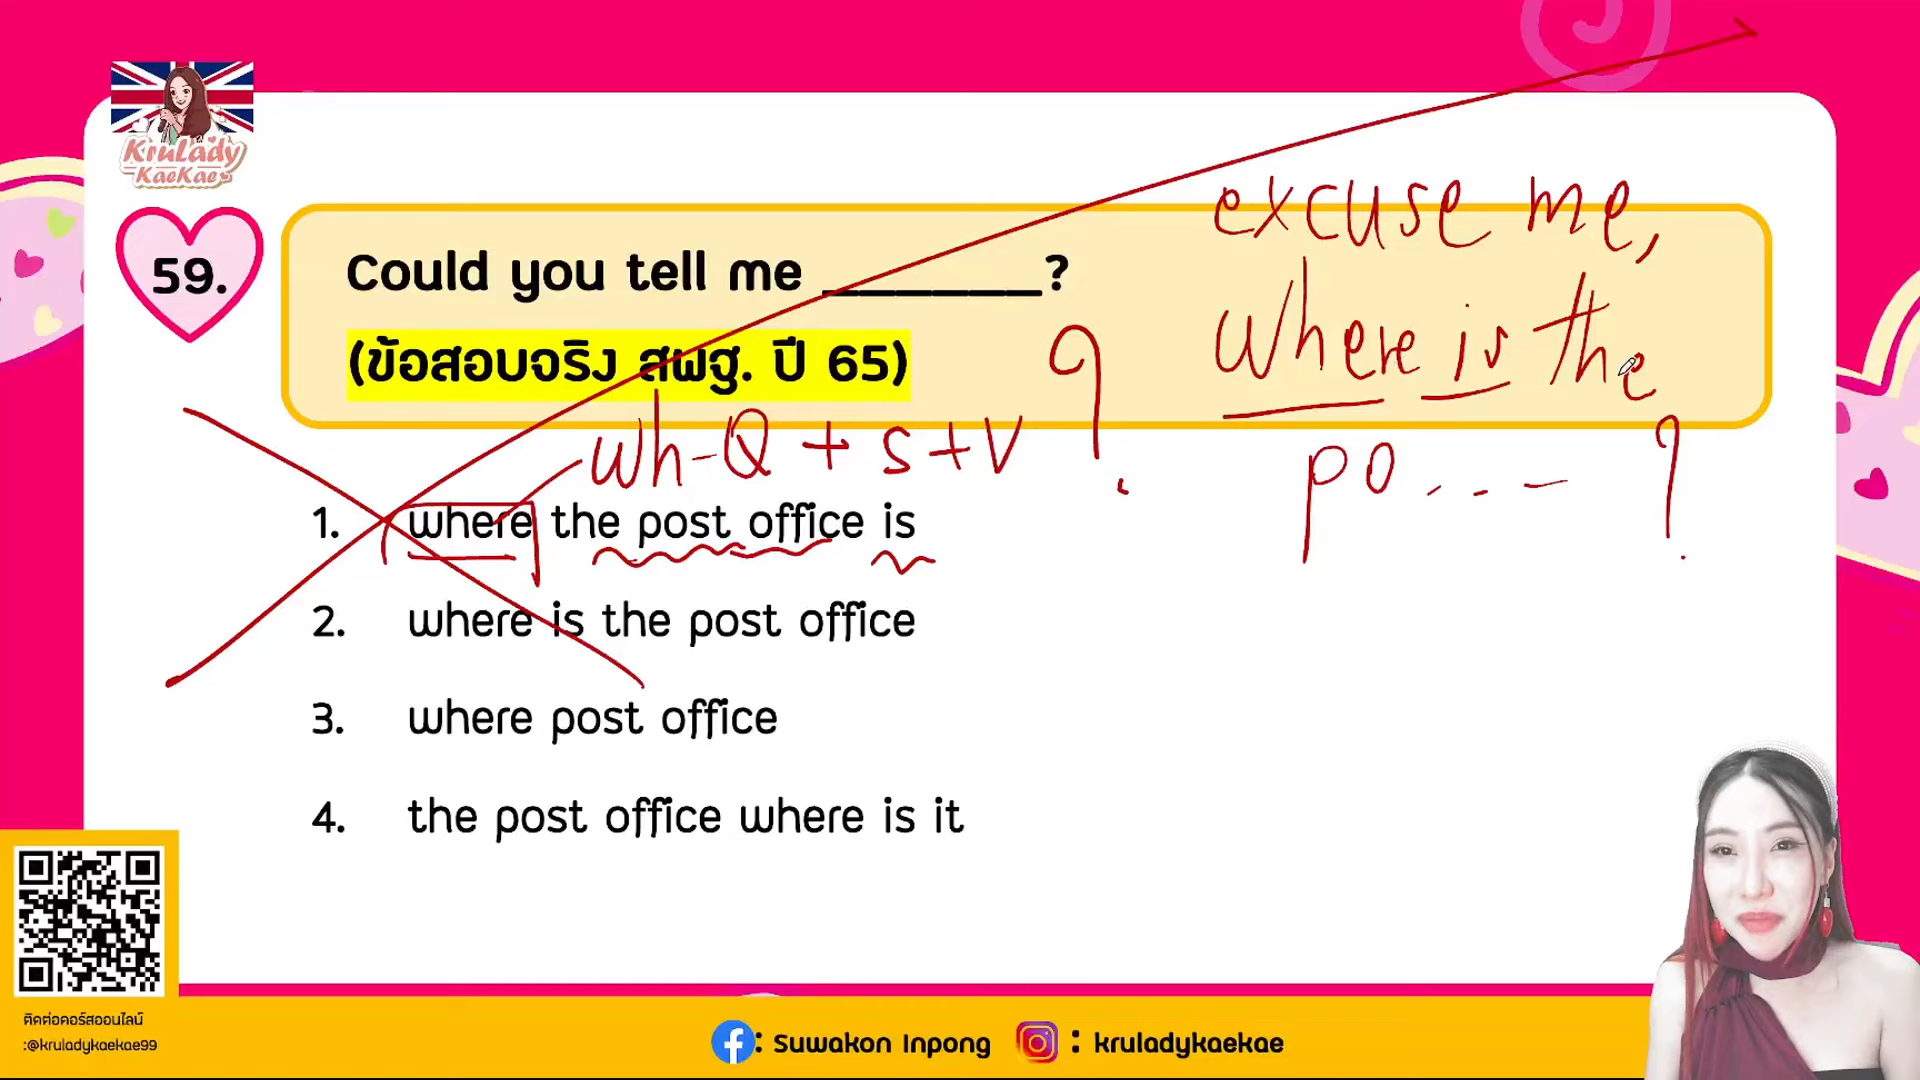 KruLady
KaeKae
59.
Could you tell me ________?
(ข้อสอบจริง สพฐ. ปี 65)
excuse me,
where is the
po ... - ?
wh-Q + S + V ?
1. where the post office is
2. where is the post office
3. where post office
4. the post office where is it
ติดต่อคอร์สออนไลน์
:@kruladykaekae99
: Suwakon Inpong
: kruladykaekae